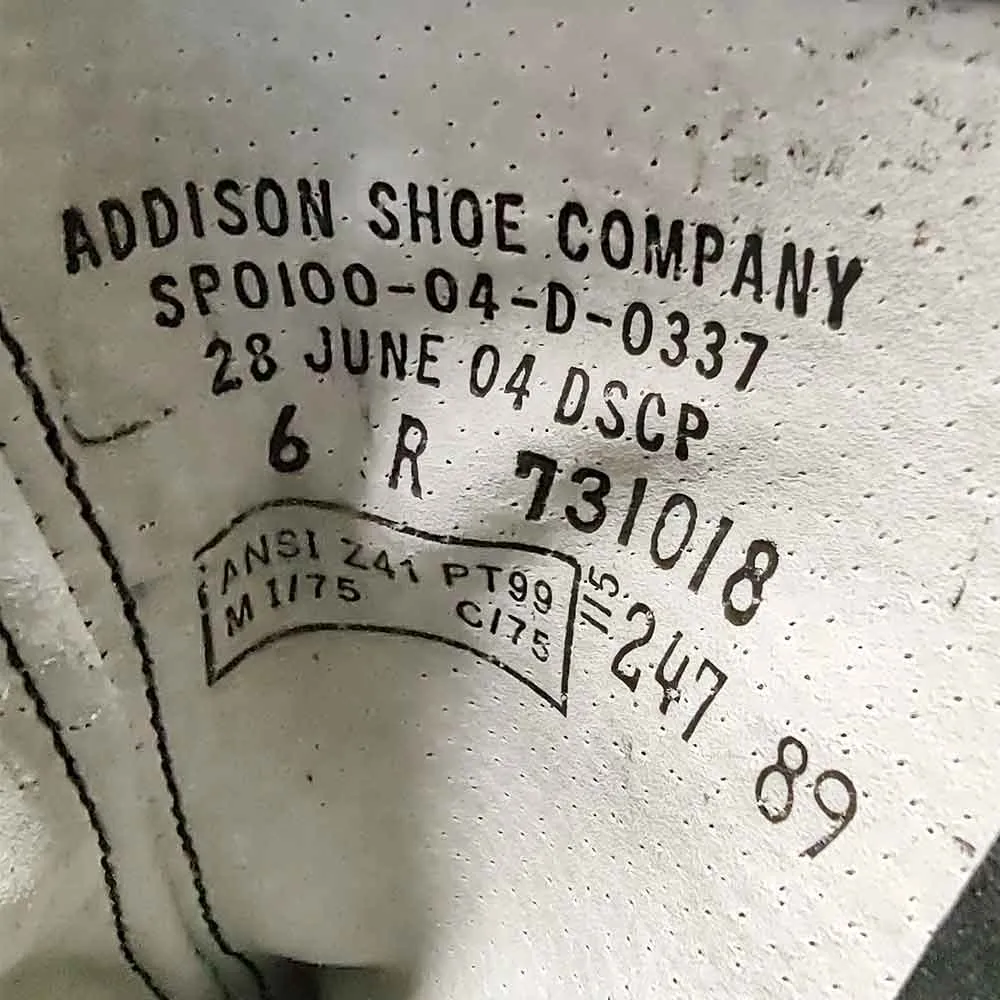 ADDISON SHOE COMPANY
SP0100-04-D-0337
28 JUNE 04 DSCP
6 R 731018
ANSI Z41 PT99
M I/75 C/75
115
247
89